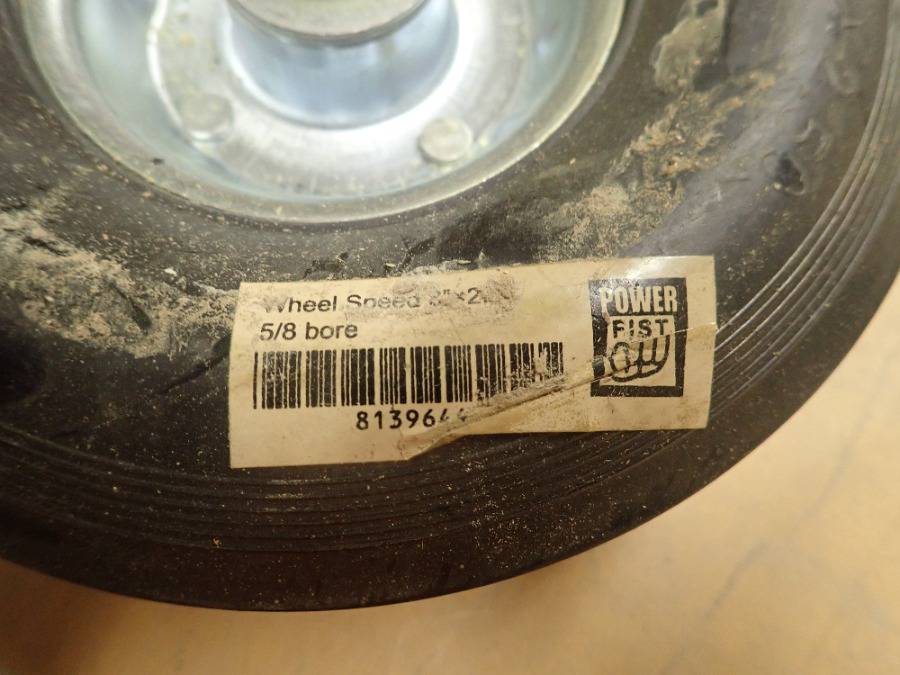 Wheel Speed
5/8 bore
813964
POWER
FIST